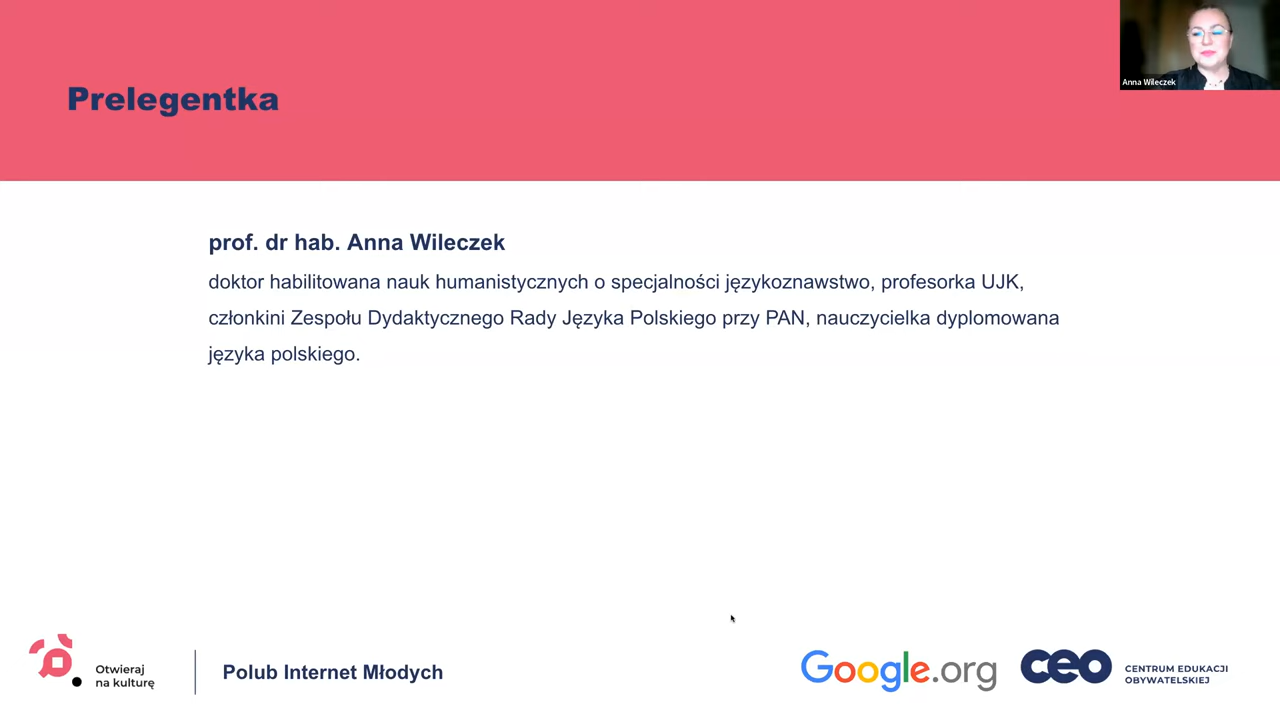 Prelegentka
Anna Wileczek
prof. dr hab. Anna Wileczek
doktor habilitowana nauk humanistycznych o specjalności językoznawstwo, profesorka UJK,
członkini Zespołu Dydaktycznego Rady Języka Polskiego przy PAN, nauczycielka dyplomowana
języka polskiego.
Otwieraj
na kulturę
Polub Internet Młodych
Google.org
ceo
CENTRUM EDUKACJI
OBYWATELSKIEJ